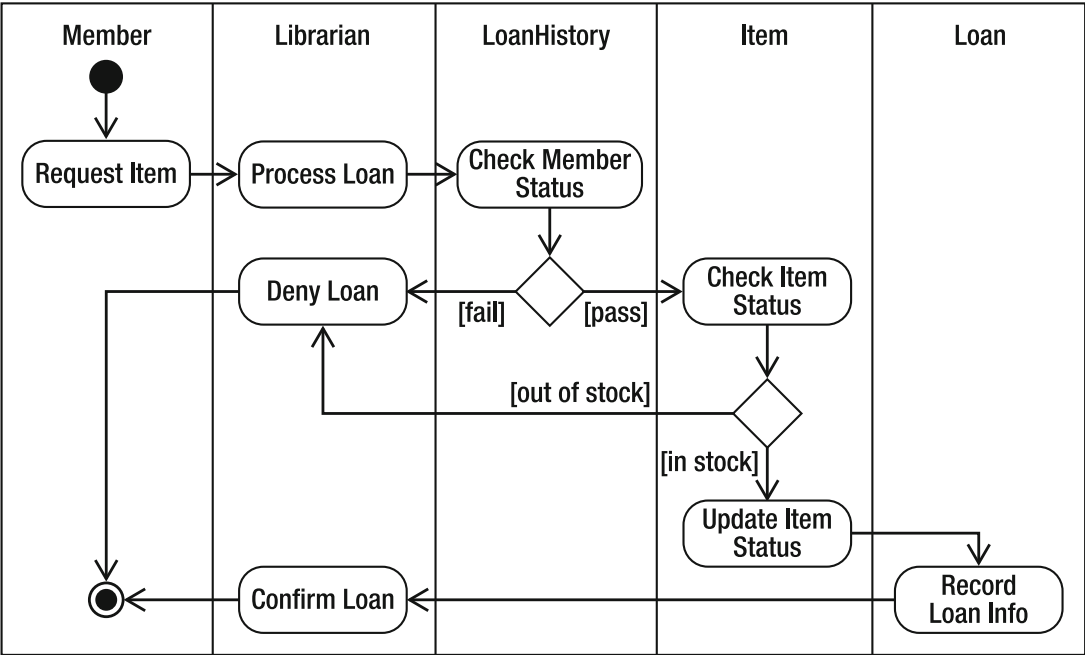 Member
Librarian
LoanHistory
Item
Loan
Request Item
Process Loan
Check Member
Status
Deny Loan
[fail]
[pass]
Check Item
Status
[out of stock]
[in stock]
Update Item
Status
Confirm Loan
Record
Loan Info